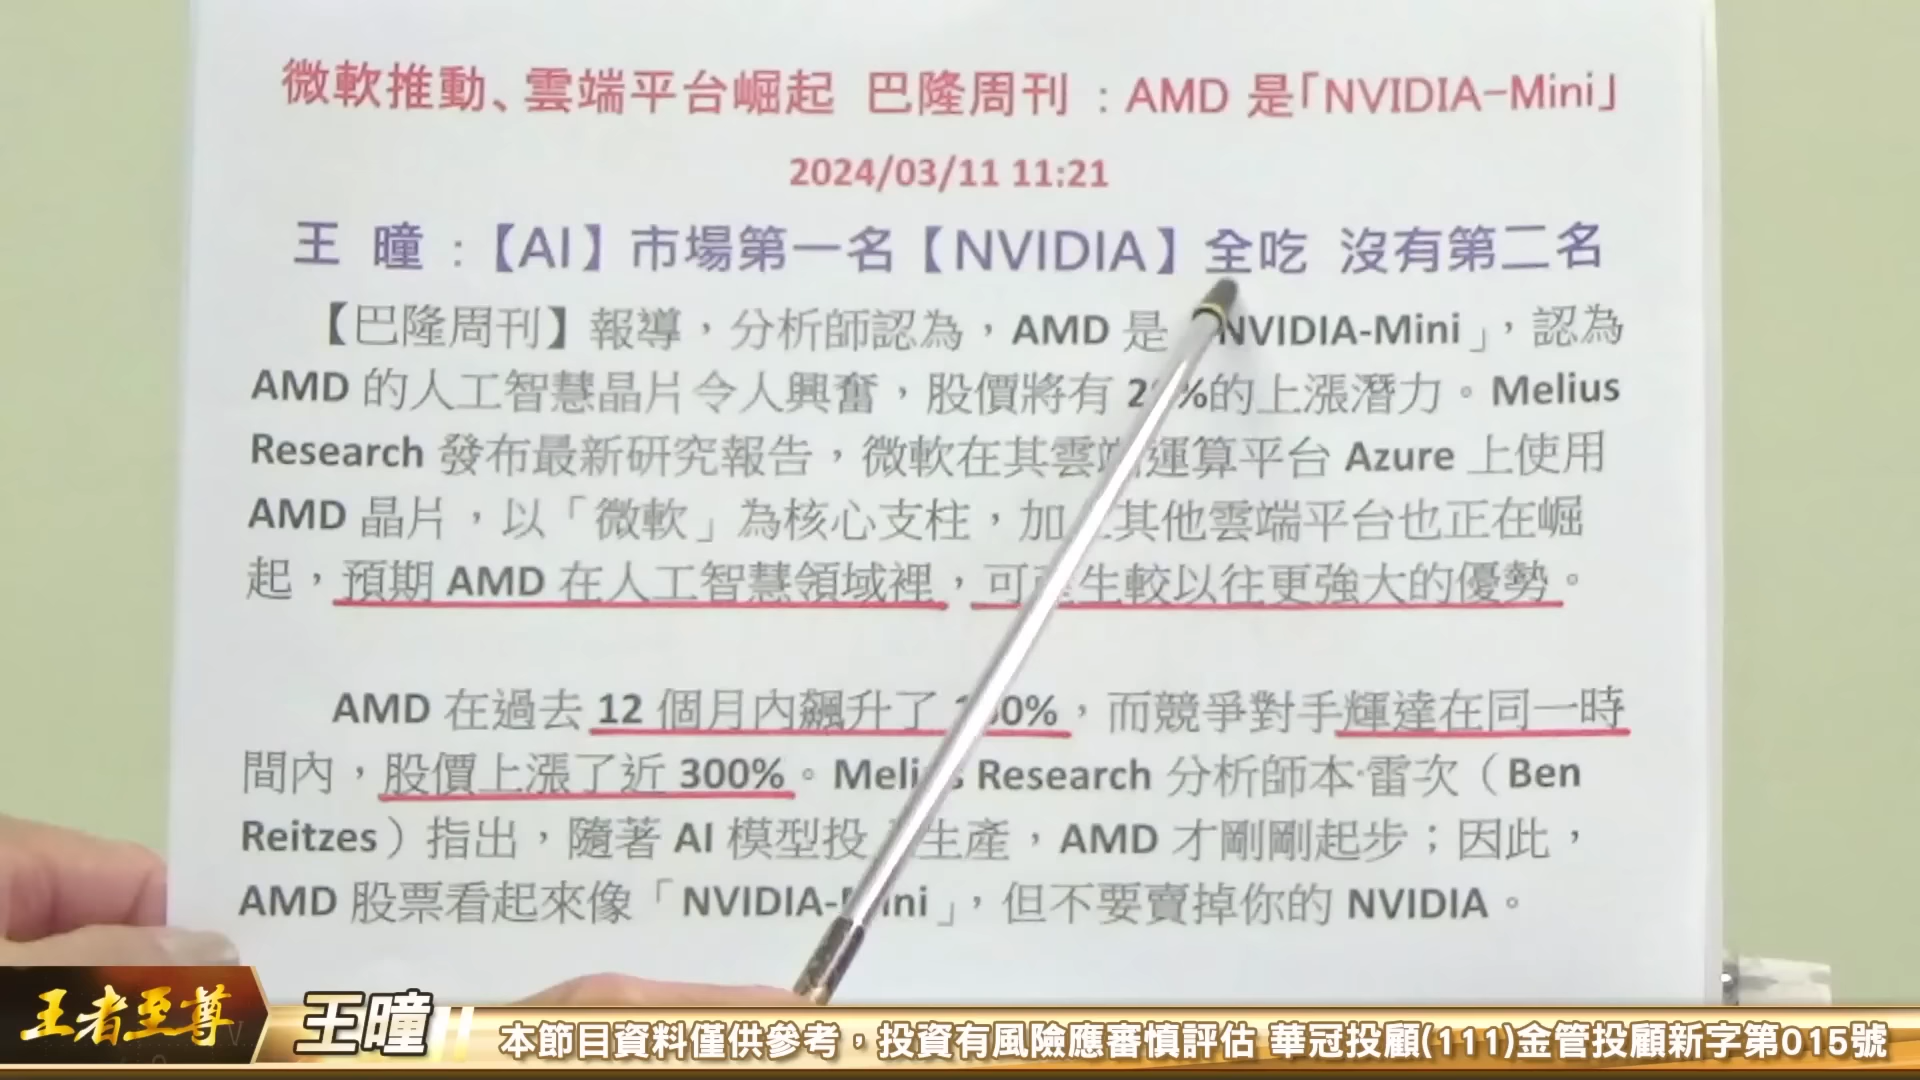 微軟推動、雲端平台崛起 巴隆周刊:AMD 是「NVIDIA-Mini」
2024/03/11 11:21
王 曈:【AI】市場第一名【NVIDIA】全吃 沒有第二名
【巴隆周刊】報導,分析師認為,AMD 是 NVIDIA-Mini」,認為
AMD 的人工智慧晶片令人興奮,股價將有 %的上漲潛力。Melius
Research 發布最新研究報告,微軟在其雲端運算平台 Azure 上使用
AMD 晶片,以「微軟」為核心支柱,加 其他雲端平台也正在崛
起,預期 AMD 在人工智慧領域裡,可產生較以往更強大的優勢。
AMD 在過去 12 個月內飆升了 ,而競爭對手輝達在同一時
間內,股價上漲了近 300%。Melius Research 分析師本·雷次(Ben
Reitzes)指出,隨著 AI 模型投 生產,AMD 才剛剛起步;因此,
AMD 股票看起來像「NVIDIA-Mini」,但不要賣掉你的 NVIDIA。
王者至尊
王曈
本節目資料僅供參考,投資有風險應審慎評估 華冠投顧(111)金管投顧新字第015號